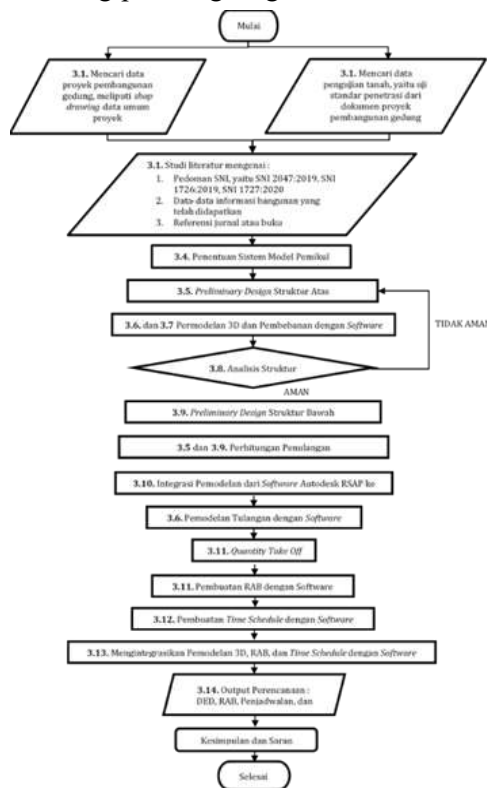 Mulai
3.1. Mencari data
proyek pembangunan
gedung, melipati shop
drawing data umum
proyek
3.1. Mencari data
pengujian tanah, yaitu uji
standar penetrasi dari
dokumen proyek
pembangunan gedung
3.1. Studi literatur mengenai :
1. Pedoman SNI, yaitu SNI 2847:2019, SNI
1726:2019, SNI 1727:2020
2. Data-data informasi bangunan yang
telah didapatkan
3. Referensi jurnal atau buku
3.4. Penentuan Sistem Model Pemikul
3.5. Preliminary Design Struktur Atas
3.6. dan 3.7 Permodelan 3D dan Pembebanan dengan Software
TIDAK AMAN
3.8. Analisis Struktur
AMAN
3.9. Preliminary Design Struktur Bawah
3.5 dan 3.9. Perhitungan Penulangan
3.10. Integrasi Pemodelan dari Software Autodesk RSAP ke
3.6. Pemodelan Tulangan dengan Software
3.11. Quantity Take Off
3.11. Pembuatan RAB dengan Software
3.12. Pembuatan Time Schedule dengan Software
3.13. Mengintegrasikan Pemodelan 3D, RAB, dan Time Schedule dengan Software
3.14. Output Perencanaan :
DED, RAB, Penjadwalan, dan
Kesimpulan dan Saran
Selesai